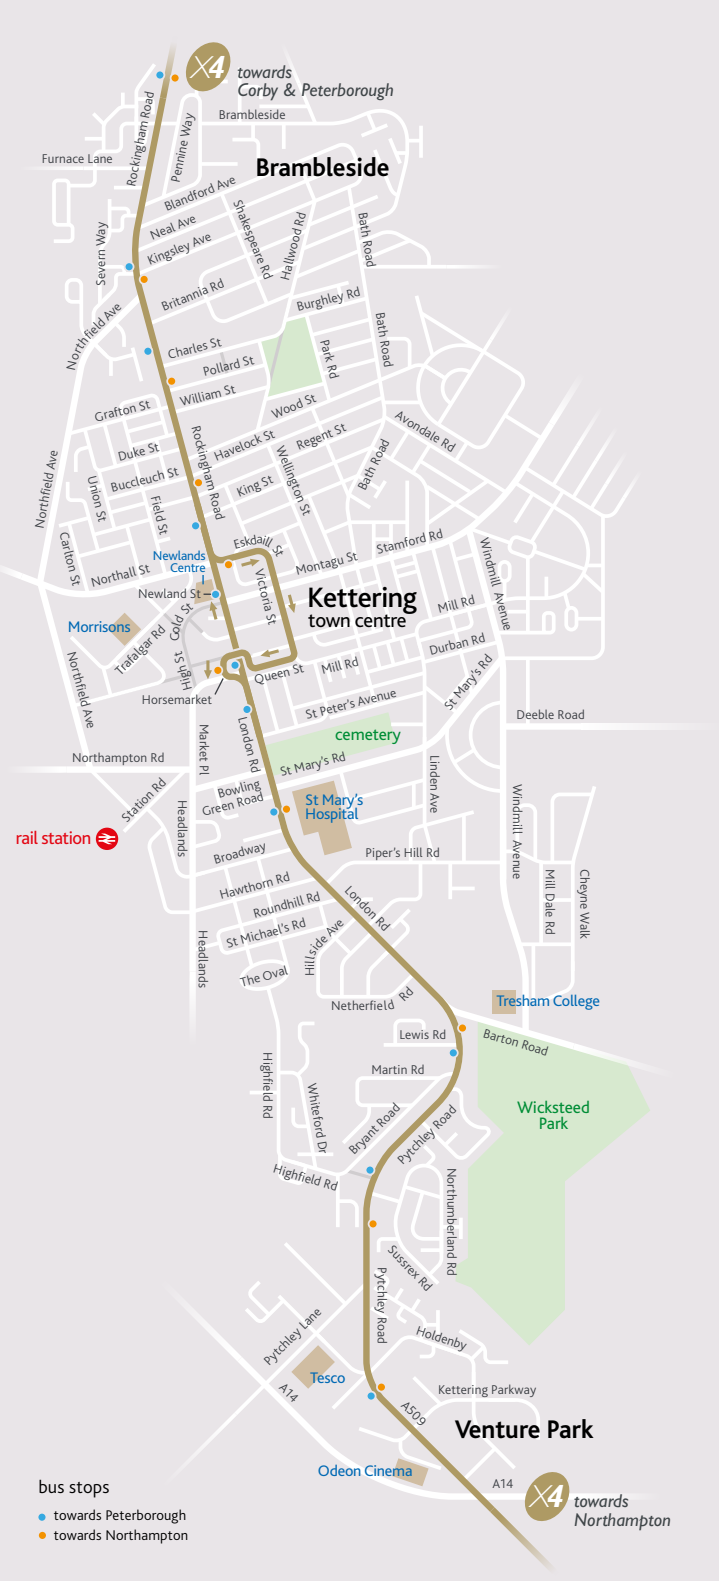 X4
towards
Corby & Peterborough
Brambleside
Rockingham Road
Pennine Way
Furnace Lane
Brambleside
Blandford Ave
Neal Ave
Kingsley Ave
Severn Way
Shakespeare Rd
Hallwood Rd
Bath Road
Britannia Rd
Burghley Rd
Northfield Ave
Charles St
Pollard St
Park Rd
Bath Road
William St
Grafton St
Wood St
Avondale Rd
Duke St
Havelock St
Regent St
Rockingham Road
Buccleuch St
Bath Road
King St
Wellington St
Northfield Ave
Union St
Field St
Carlton St
Eskdaill St
Stamford Rd
Newlands
Centre
Montagu St
Windmill Avenue
Northall St
Victoria St
Newland St
Kettering
town centre
Mill Rd
Morrisons
Gold St
Trafalgar Rd
Durban Rd
High St
Queen St
Mill Rd
St Mary's Rd
Northfield Ave
Horsemarket
St Peter's Avenue
Deeble Road
London Rd
Market Pl
cemetery
Northampton Rd
St Mary's Rd
Linden Ave
Station Rd
Bowling
Green Road
St Mary's
Hospital
Headlands
Windmill Avenue
rail station
Broadway
Piper's Hill Rd
Hawthorn Rd
Mill Dale Rd
Cheyne Walk
Roundhill Rd
London Rd
St Michael's Rd
Hillside Ave
Headlands
The Oval
Netherfield Rd
Tresham College
Lewis Rd
Barton Road
Martin Rd
Highfield Rd
Whiteford Dr
Wicksteed
Park
Bryant Road
Pytchley Road
Highfield Rd
Northumberland Rd
Sussrex Rd
Pytchley Road
Pytchley Lane
Holdenby
Tesco
A14
Kettering Parkway
A509
Venture Park
Odeon Cinema
A14
X4
towards
Northampton
bus stops
towards Peterborough
towards Northampton